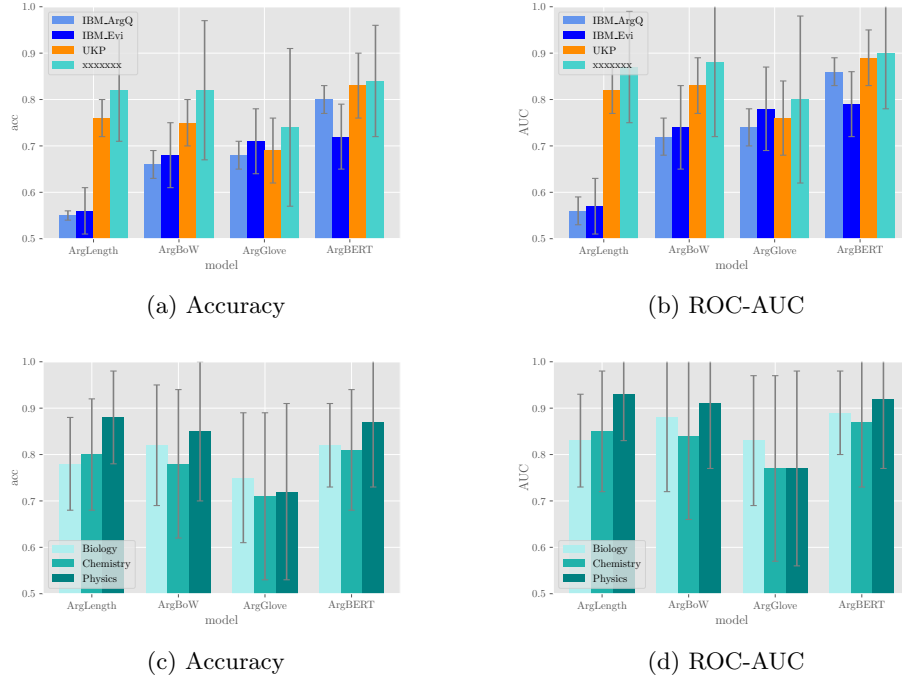 1.0
0.9
0.8
0.7
0.6
0.5
acc
IBM_ArgQ
IBM_Evi
UKP
xxxxxxx
ArgLength ArgBoW ArgGlove ArgBERT
model
(a) Accuracy
1.0
0.9
0.8
0.7
0.6
0.5
AUC
IBM_ArgQ
IBM_Evi
UKP
xxxxxxx
ArgLength ArgBoW ArgGlove ArgBERT
model
(b) ROC-AUC
1.0
0.9
0.8
0.7
0.6
0.5
acc
Biology
Chemistry
Physics
ArgLength ArgBoW ArgGlove ArgBERT
model
(c) Accuracy
1.0
0.9
0.8
0.7
0.6
0.5
AUC
Biology
Chemistry
Physics
ArgLength ArgBoW ArgGlove ArgBERT
model
(d) ROC-AUC